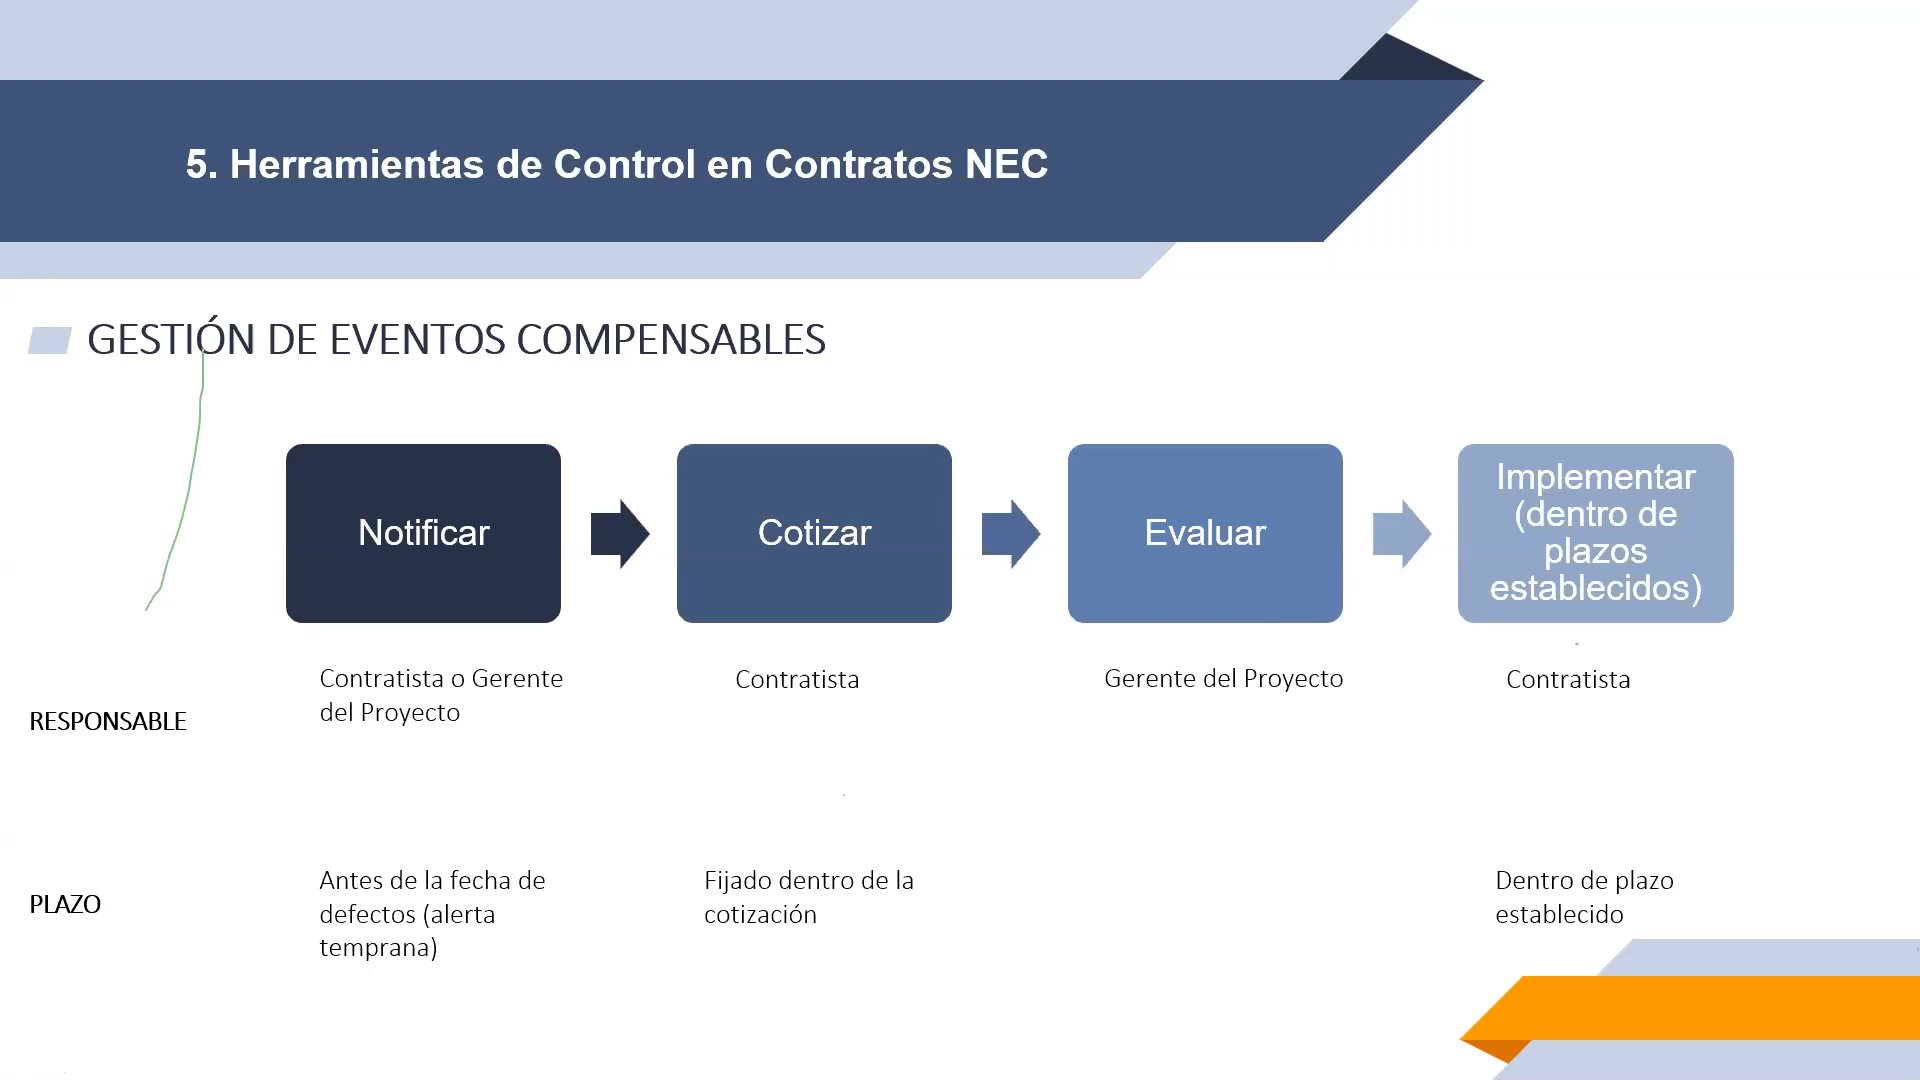 5. Herramientas de Control en Contratos NEC
GESTIÓN DE EVENTOS COMPENSABLES
Notificar
Cotizar
Evaluar
Implementar
(dentro de
plazos
establecidos)
RESPONSABLE
Contratista o Gerente
del Proyecto
Contratista
Gerente del Proyecto
Contratista
PLAZO
Antes de la fecha de
defectos (alerta
temprana)
Fijado dentro de la
cotización
Dentro de plazo
establecido